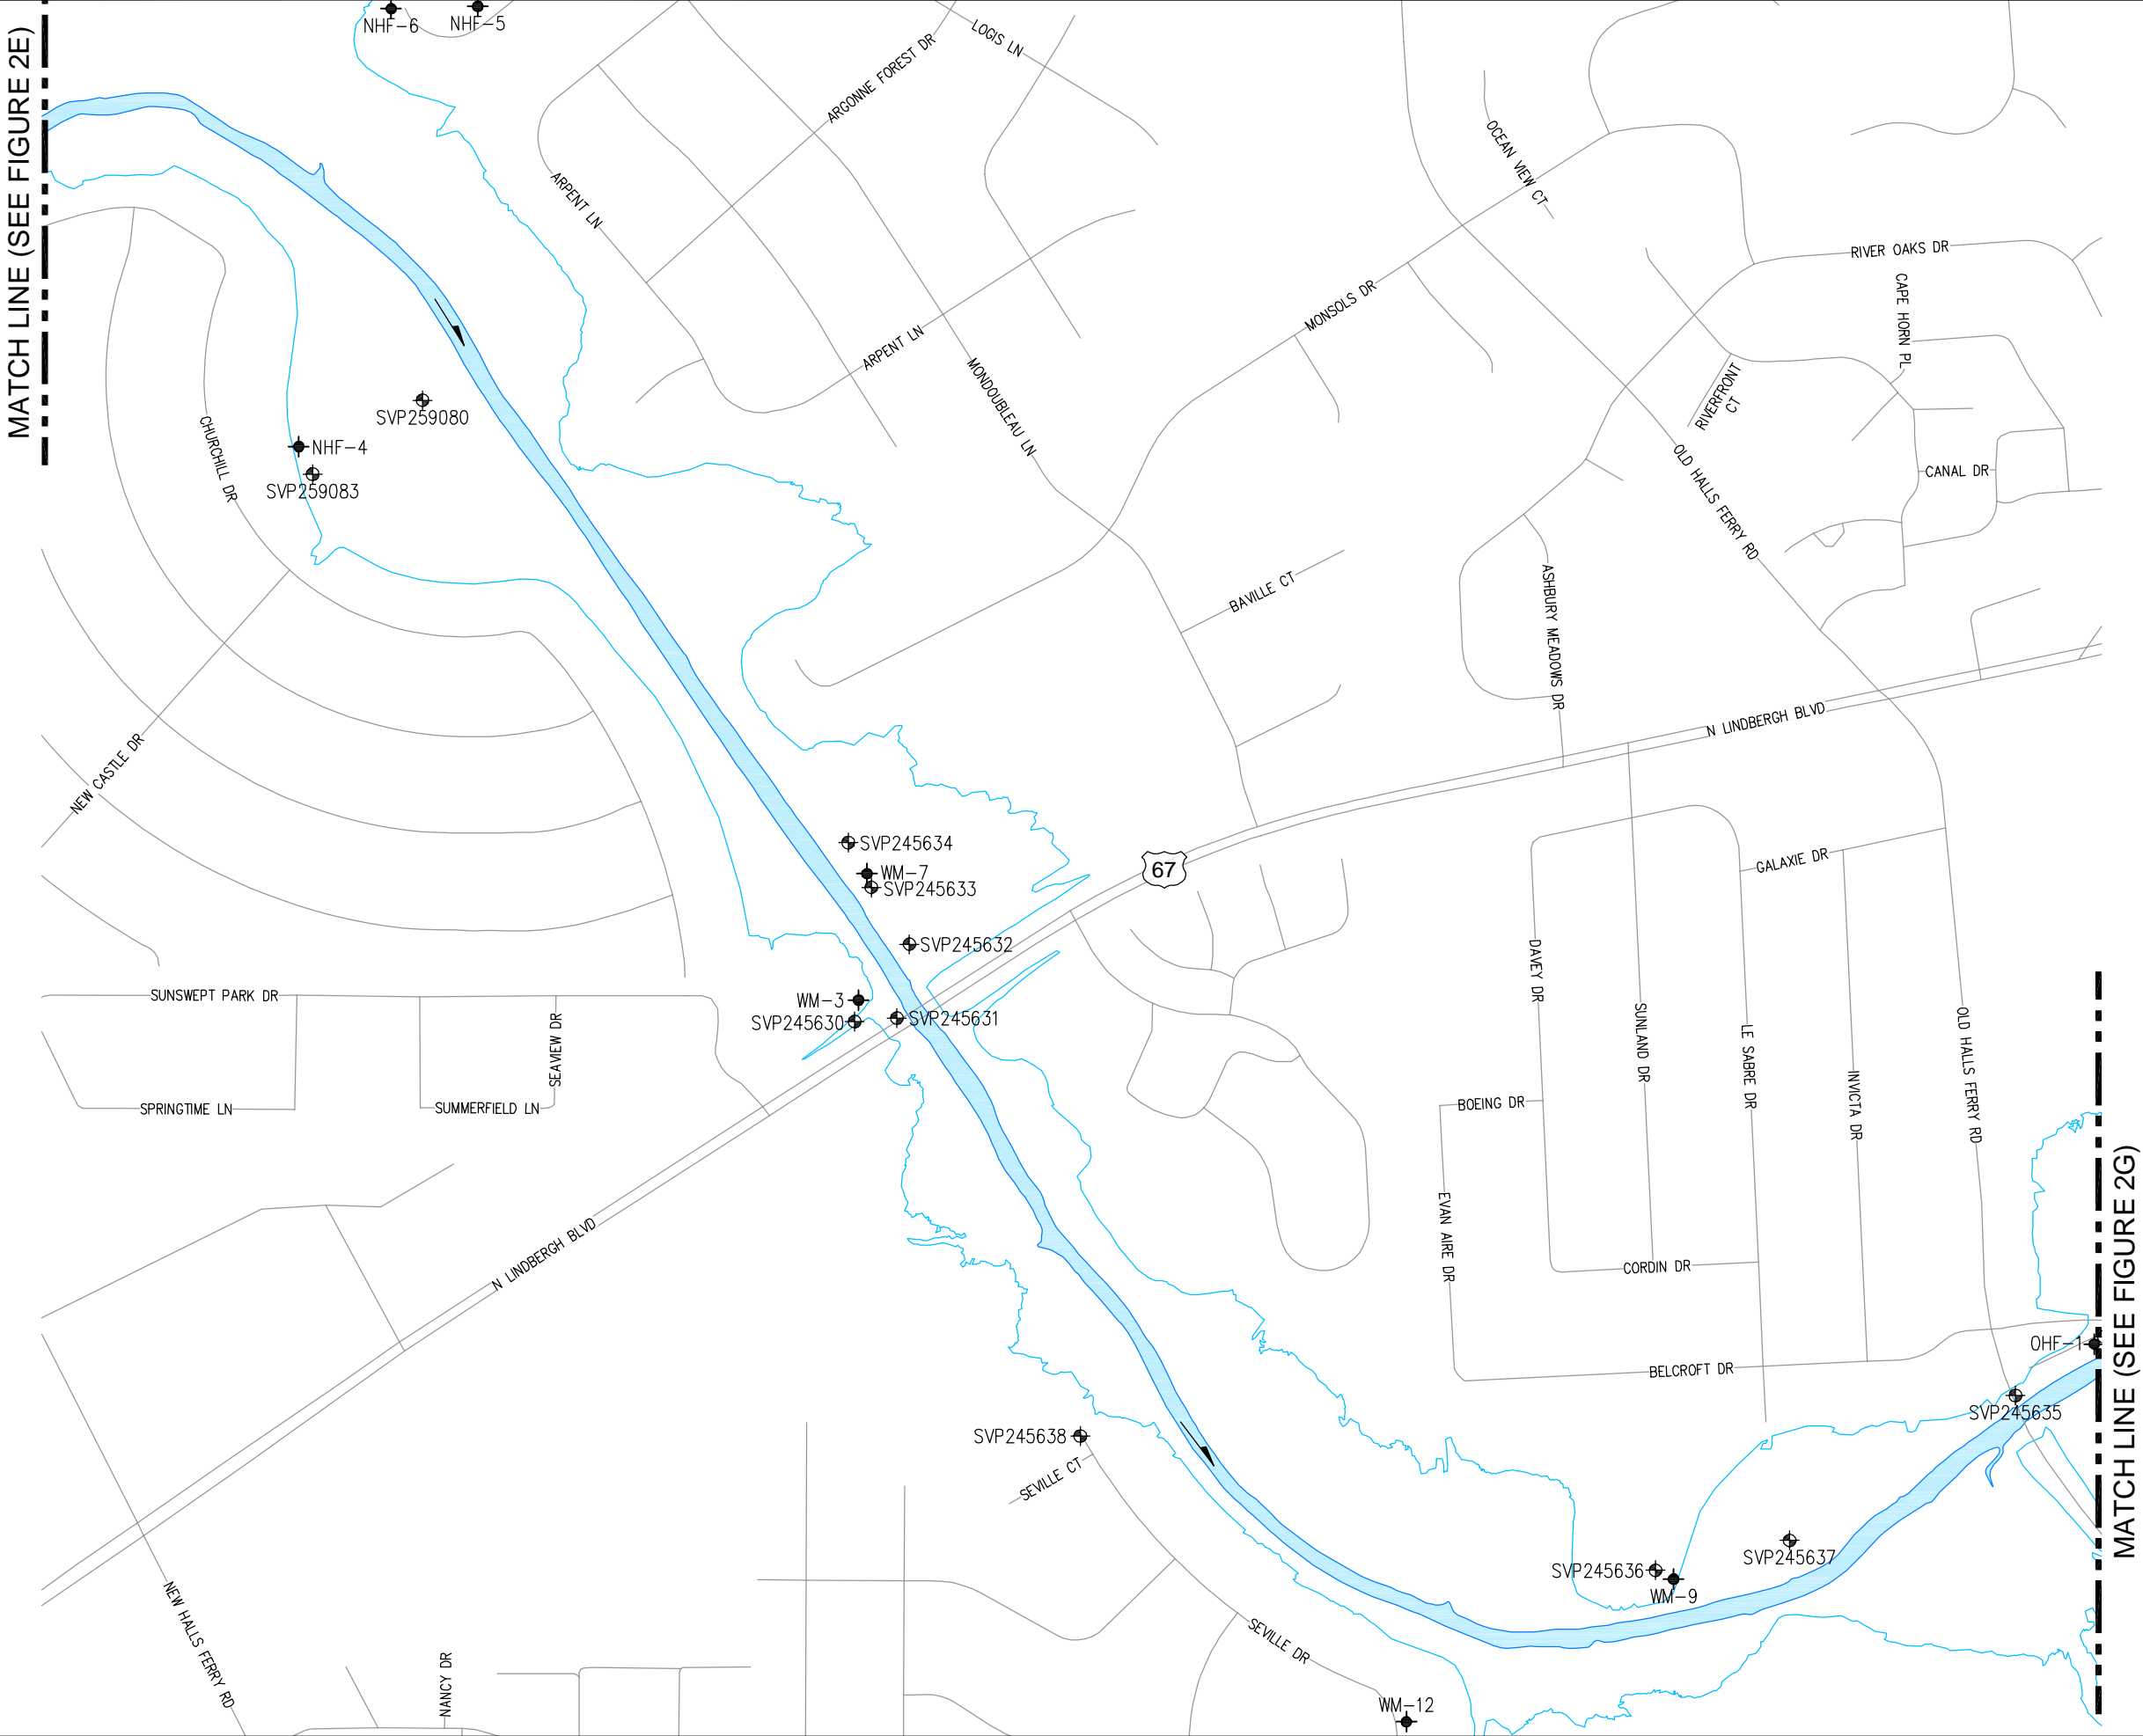 NHF-6
NHF-5
LOGIS LN
ARGONNE FOREST DR
MATCH LINE (SEE FIGURE 2E)
OCEAN VIEW CT
ARPENT LN
RIVER OAKS DR
CAPE HORN PL
MONSOLS DR
ARPENT LN
MONDOUBLEAU LN
RIVERFRONT
CT
SVP259080
CHURCHILL DR
NHF-4
SVP259083
OLD HALLS FERRY RD
CANAL DR
BAVILLE CT
ASHBURY MEADOWS DR
N LINDBERGH BLVD
NEW CASTLE DR
SVP245634
WM-7
SVP245633
67
GALAXIE DR
SVP245632
DAVEY DR
SUNSWEPT PARK DR
WM-3
SVP245630
SVP245631
SEAVIEW DR
SUNLAND DR
LE SABRE DR
OLD HALLS FERRY RD
INVICTA DR
SPRINGTIME LN
SUMMERFIELD LN
BOEING DR
EVAN AIRE DR
N LINDBERGH BLVD
CORDIN DR
MATCH LINE (SEE FIGURE 2G)
OHF-1
BELCROFT DR
SVP245635
SVP245638
SEVILLE CT
SVP245637
SVP245636
WM-9
NEW HALLS FERRY RD
SEVILLE DR
NANCY DR
WM-12